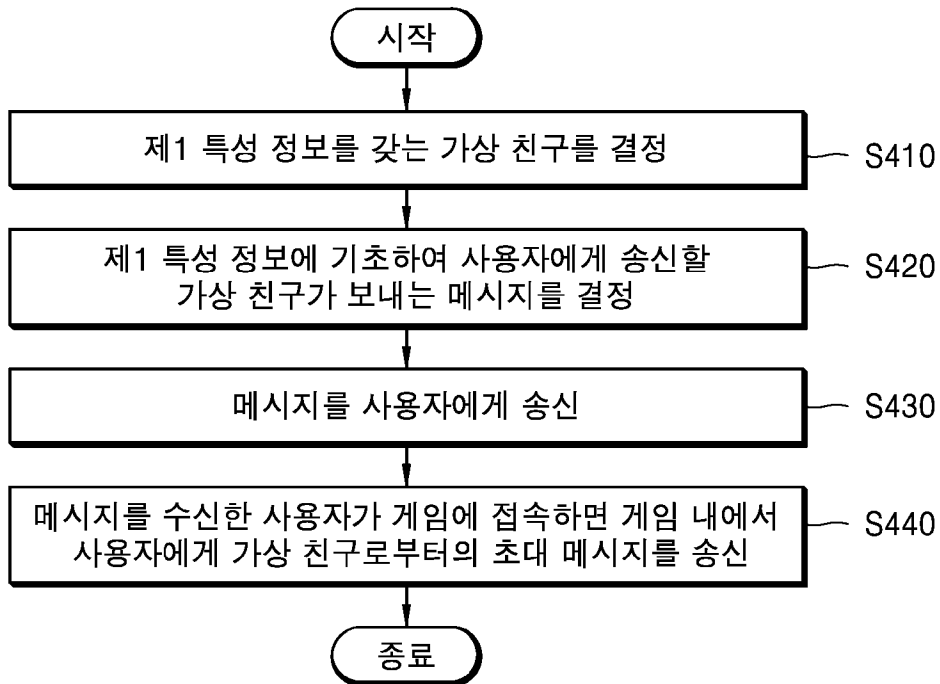 시작
제1 특성 정보를 갖는 가상 친구를 결정
S410
제1 특성 정보에 기초하여 사용자에게 송신할
가상 친구가 보내는 메시지를 결정
S420
메시지를 사용자에게 송신
S430
메시지를 수신한 사용자가 게임에 접속하면 게임 내에서
사용자에게 가상 친구로부터의 초대 메시지를 송신
S440
종료